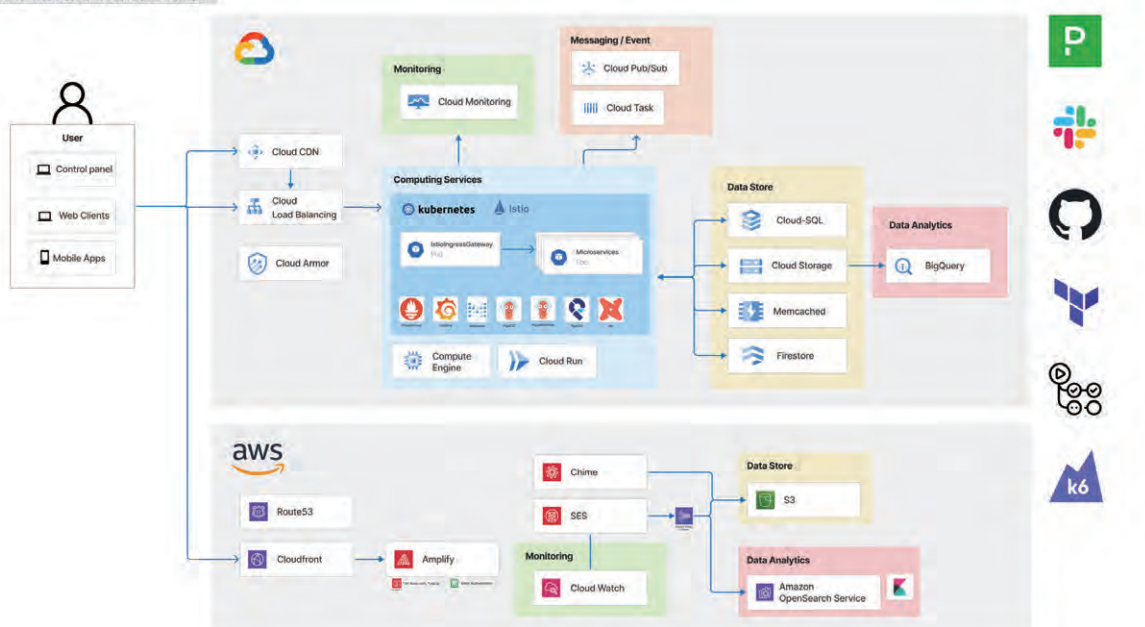 User
Control panel
Web Clients
Mobile Apps
Monitoring
Cloud Monitoring
Messaging / Event
Cloud Pub/Sub
Cloud Task
Cloud CDN
Cloud
Load Balancing
Cloud Armor
Computing Services
kubernetes
Istio
IstioIngressGateway
Pod
Microservices
Compute
Engine
Cloud Run
Data Store
Cloud-SQL
Cloud Storage
Memcached
Firestore
Data Analytics
BigQuery
aws
Route53
Cloudfront
Amplify
Chime
SES
Monitoring
Cloud Watch
Data Store
S3
Data Analytics
Amazon
OpenSearch Service
P
k6